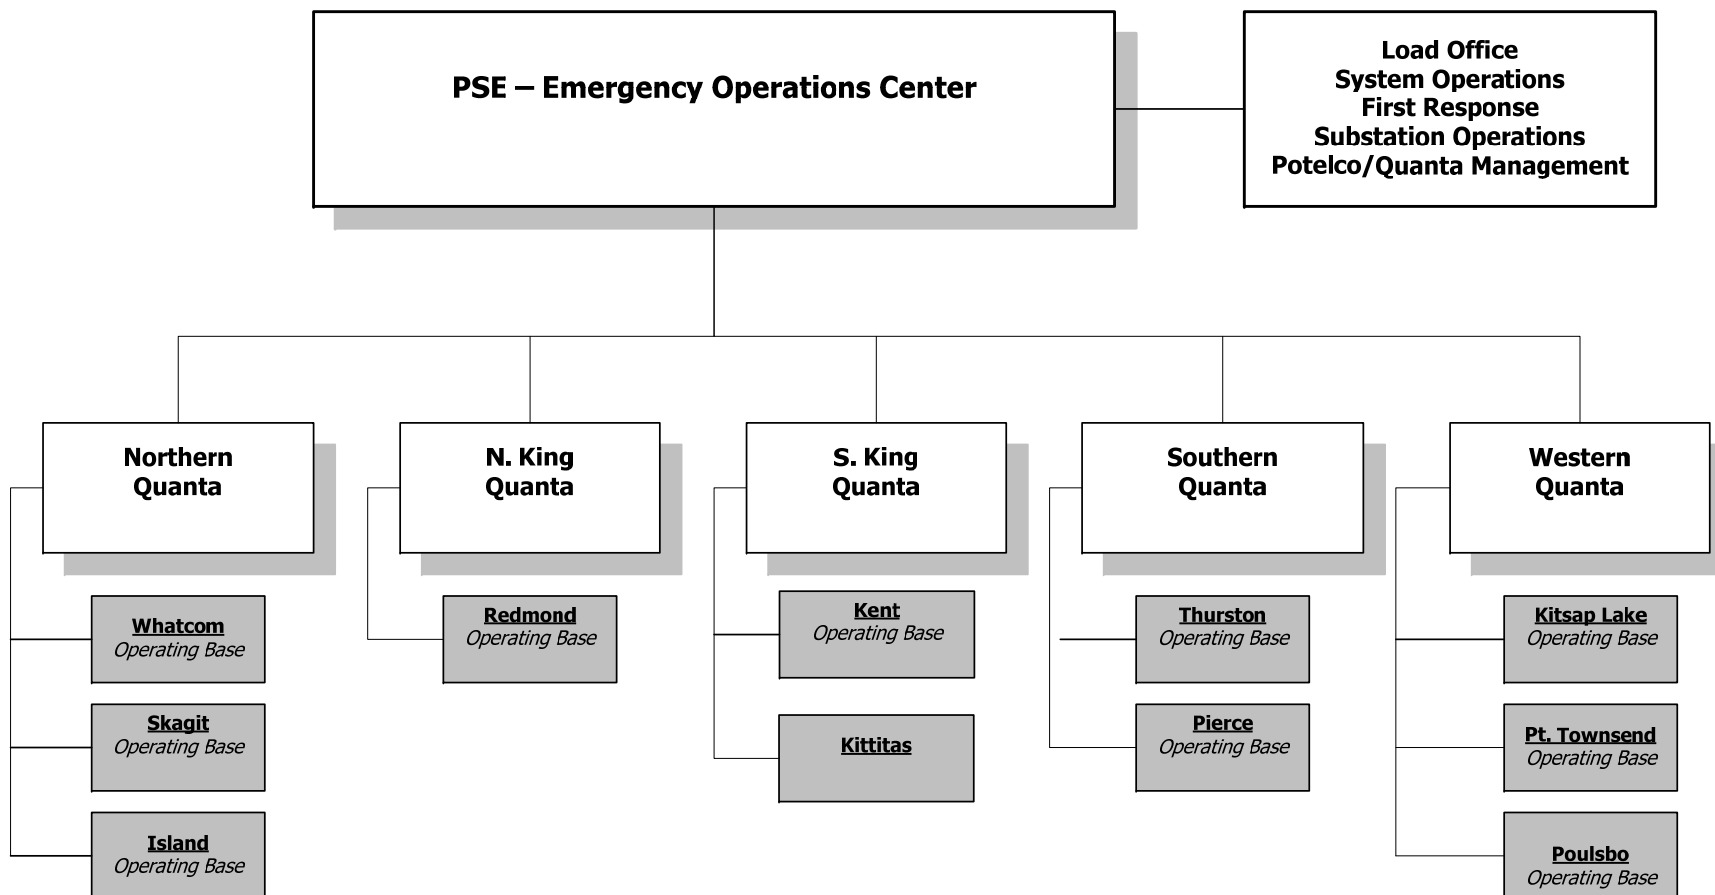 PSE – Emergency Operations Center
Load Office
System Operations
First Response
Substation Operations
Potelco/Quanta Management
Northern
Quanta
N. King
Quanta
S. King
Quanta
Southern
Quanta
Western
Quanta
Whatcom
Operating Base
Skagit
Operating Base
Island
Operating Base
Redmond
Operating Base
Kent
Operating Base
Kittitas
Thurston
Operating Base
Pierce
Operating Base
Kitsap Lake
Operating Base
Pt. Townsend
Operating Base
Poulsbo
Operating Base